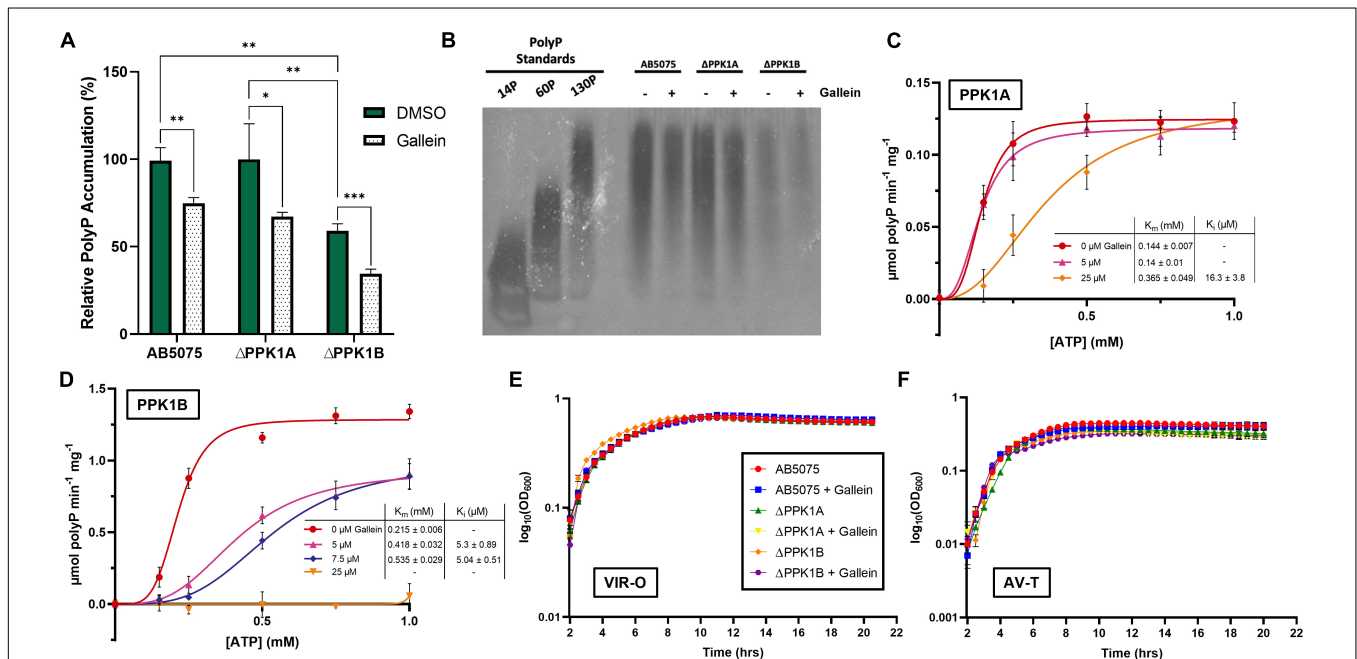 A
Relative PolyP Accumulation (%)
150
100
50
0
**
**
**
*
***
DMSO
Gallein
AB5075
△PPK1A
△PPK1B
B
PolyP
Standards
14P
60P
130P
AB5075
ΔPPK1A
ΔPPK1B
- + - + - + Gallein
C
PPK1A
µmol polyP min⁻¹ mg⁻¹
0.15
0.10
0.05
0.00
0.5
1.0
[ATP] (mM)
Kₘ (mM) Kᵢ (µM)
0 µM Gallein 0.144 ± 0.007 -
5 µM 0.14 ± 0.01 -
25 µM 0.365 ± 0.049 16.3 ± 3.8
D
PPK1B
µmol polyP min⁻¹ mg⁻¹
1.5
1.0
0.5
0.0
0.5
1.0
[ATP] (mM)
Kₘ (mM) Kᵢ (µM)
0 µM Gallein 0.215 ± 0.006 -
5 µM 0.418 ± 0.032 5.3 ± 0.89
7.5 µM 0.535 ± 0.029 5.04 ± 0.51
25 µM - -
E
log₁₀(OD₆₀₀)
1
0.1
0.01
2 4 6 8 10 12 14 16 18 20 22
Time (hrs)
VIR-O
AB5075
AB5075 + Gallein
ΔPPK1A
ΔPPK1A + Gallein
ΔPPK1B
ΔPPK1B + Gallein
F
log₁₀(OD₆₀₀)
1
0.1
0.01
0.001
2 4 6 8 10 12 14 16 18 20 22
Time (hrs)
AV-T